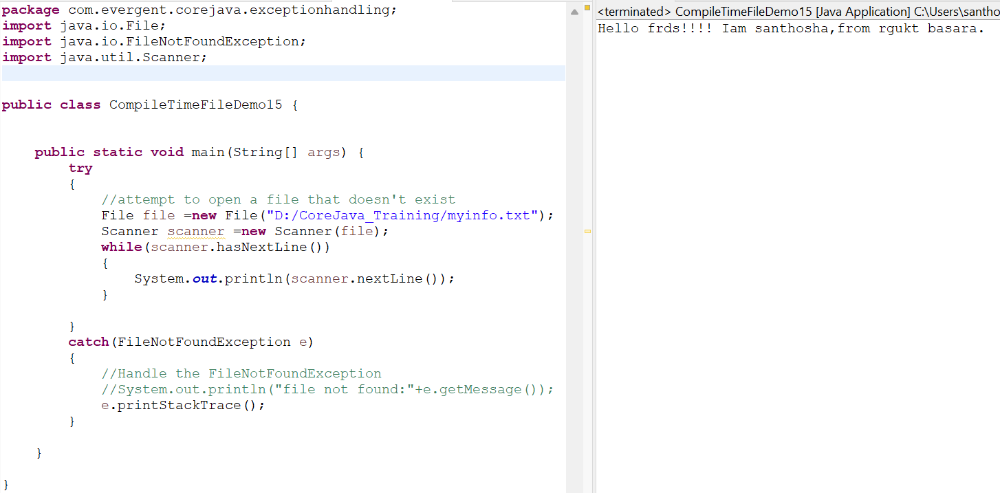 package com.evergent.corejava.exceptionhandling;
import java.io.File;
import java.io.FileNotFoundException;
import java.util.Scanner;
public class CompileTimeFileDemo15 {
public static void main(String[] args) {
try
{
//attempt to open a file that doesn't exist
File file =new File("D:/CoreJava_Training/myinfo.txt");
Scanner scanner =new Scanner(file);
while(scanner.hasNextLine())
{
System.out.println(scanner.nextLine());
}
}
catch(FileNotFoundException e)
{
//Handle the FileNotFoundException
//System.out.println("file not found:"+e.getMessage());
e.printStackTrace();
}
}
}
<terminated> CompileTimeFileDemo15 [Java Application] C:\Users\santho
Hello frds!!!! Iam santhosha,from rgukt basara.